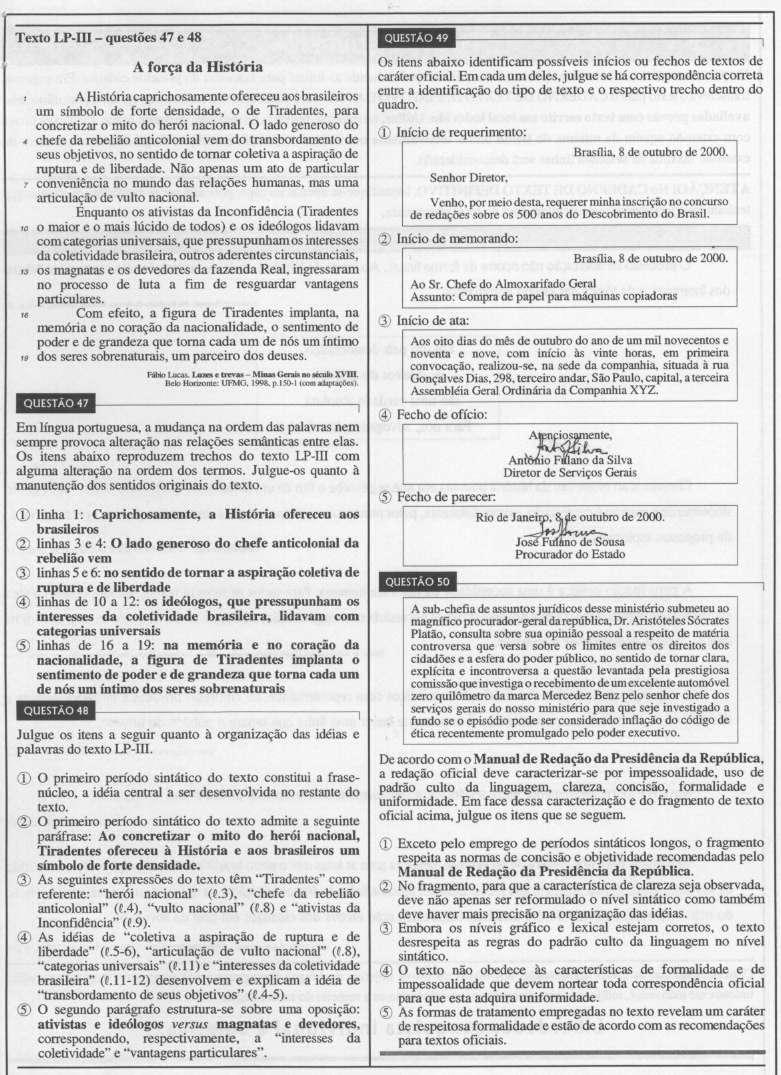 Texto LP-III – questões 47 e 48
A força da História
1 A História caprichosamente ofereceu aos brasileiros
um símbolo de forte densidade, o de Tiradentes, para
concretizar o mito do herói nacional. O lado generoso do
4 chefe da rebelião anticolonial vem do transbordamento de
seus objetivos, no sentido de tornar coletiva a aspiração de
ruptura e de liberdade. Não apenas um ato de particular
7 conveniência no mundo das relações humanas, mas uma
articulação de vulto nacional.
Enquanto os ativistas da Inconfidência (Tiradentes
10 o maior e o mais lúcido de todos) e os ideólogos lidavam
com categorias universais, que pressupunham os interesses
da coletividade brasileira, outros aderentes circunstanciais,
13 os magnatas e os devedores da fazenda Real, ingressaram
no processo de luta a fim de resguardar vantagens
particulares.
16 Com efeito, a figura de Tiradentes implanta, na
memória e no coração da nacionalidade, o sentimento de
poder e de grandeza que torna cada um de nós um íntimo
19 dos seres sobrenaturais, um parceiro dos deuses.
Fábio Lucas. Luzes e trevas – Minas Gerais no século XVIII.
Belo Horizonte: UFMG, 1998, p.150-1 (com adaptações).
QUESTÃO 47
Em língua portuguesa, a mudança na ordem das palavras nem
sempre provoca alteração nas relações semânticas entre elas.
Os itens abaixo reproduzem trechos do texto LP-III com
alguma alteração na ordem dos termos. Julgue-os quanto à
manutenção dos sentidos originais do texto.
① linha 1: Caprichosamente, a História ofereceu aos
brasileiros
② linhas 3 e 4: O lado generoso do chefe anticolonial da
rebelião vem
③ linhas 5 e 6: no sentido de tornar a aspiração coletiva de
ruptura e de liberdade
④ linhas de 10 a 12: os ideólogos, que pressupunham os
interesses da coletividade brasileira, lidavam com
categorias universais
⑤ linhas de 16 a 19: na memória e no coração da
nacionalidade, a figura de Tiradentes implanta o
sentimento de poder e de grandeza que torna cada um
de nós um íntimo dos seres sobrenaturais
QUESTÃO 48
Julgue os itens a seguir quanto à organização das idéias e
palavras do texto LP-III.
① O primeiro período sintático do texto constitui a frase-
núcleo, a idéia central a ser desenvolvida no restante do
texto.
② O primeiro período sintático do texto admite a seguinte
paráfrase: Ao concretizar o mito do herói nacional,
Tiradentes ofereceu à História e aos brasileiros um
símbolo de forte densidade.
③ As seguintes expressões do texto têm “Tiradentes” como
referente: “herói nacional” (ℓ.3), “chefe da rebelião
anticolonial” (ℓ.4), “vulto nacional” (ℓ.8) e “ativistas da
Inconfidência” (ℓ.9).
④ As idéias de “coletiva a aspiração de ruptura e de
liberdade” (ℓ.5-6), “articulação de vulto nacional” (ℓ.8),
“categorias universais” (ℓ.11) e “interesses da coletividade
brasileira” (ℓ.11-12) desenvolvem e explicam a idéia de
“transbordamento de seus objetivos” (ℓ.4-5).
⑤ O segundo parágrafo estrutura-se sobre uma oposição:
ativistas e ideólogos versus magnatas e devedores,
correspondendo, respectivamente, a “interesses da
coletividade” e “vantagens particulares”.
QUESTÃO 49
Os itens abaixo identificam possíveis inícios ou fechos de textos de
caráter oficial. Em cada um deles, julgue se há correspondência correta
entre a identificação do tipo de texto e o respectivo trecho dentro do
quadro.
① Início de requerimento:
Brasília, 8 de outubro de 2000.
Senhor Diretor,
Venho, por meio desta, requerer minha inscrição no concurso
de redações sobre os 500 anos do Descobrimento do Brasil.
② Início de memorando:
Brasília, 8 de outubro de 2000.
Ao Sr. Chefe do Almoxarifado Geral
Assunto: Compra de papel para máquinas copiadoras
③ Início de ata:
Aos oito dias do mês de outubro do ano de um mil novecentos e
noventa e nove, com início às vinte horas, em primeira
convocação, realizou-se, na sede da companhia, situada à rua
Gonçalves Dias, 298, terceiro andar, São Paulo, capital, a terceira
Assembléia Geral Ordinária da Companhia XYZ.
④ Fecho de ofício:
Atenciosamente,
Antônio Fulano da Silva
Diretor de Serviços Gerais
⑤ Fecho de parecer:
Rio de Janeiro, 8 de outubro de 2000.
José Fulano de Sousa
Procurador do Estado
QUESTÃO 50
A sub-chefia de assuntos jurídicos desse ministério submeteu ao
magnífico procurador-geral da república, Dr. Aristóteles Sócrates
Platão, consulta sobre sua opinião pessoal a respeito de matéria
controversa que versa sobre os limites entre os direitos dos
cidadões e a esfera do poder público, no sentido de tornar clara,
explícita e incontroversa a questão levantada pela prestigiosa
comissão que investiga o recebimento de um excelente automóvel
zero quilômetro da marca Mercedez Benz pelo senhor chefe dos
serviços gerais do nosso ministério para que seje investigado a
fundo se o episódio pode ser considerado inflação do código de
ética recentemente promulgado pelo poder executivo.
De acordo com o Manual de Redação da Presidência da República,
a redação oficial deve caracterizar-se por impessoalidade, uso de
padrão culto da linguagem, clareza, concisão, formalidade e
uniformidade. Em face dessa caracterização e do fragmento de texto
oficial acima, julgue os itens que se seguem.
① Exceto pelo emprego de períodos sintáticos longos, o fragmento
respeita as normas de concisão e objetividade recomendadas pelo
Manual de Redação da Presidência da República.
② No fragmento, para que a característica de clareza seja observada,
deve não apenas ser reformulado o nível sintático como também
deve haver mais precisão na organização das idéias.
③ Embora os níveis gráfico e lexical estejam corretos, o texto
desrespeita as regras do padrão culto da linguagem no nível
sintático.
④ O texto não obedece às características de formalidade e de
impessoalidade que devem nortear toda correspondência oficial
para que esta adquira uniformidade.
⑤ As formas de tratamento empregadas no texto revelam um caráter
de respeitosa formalidade e estão de acordo com as recomendações
para textos oficiais.